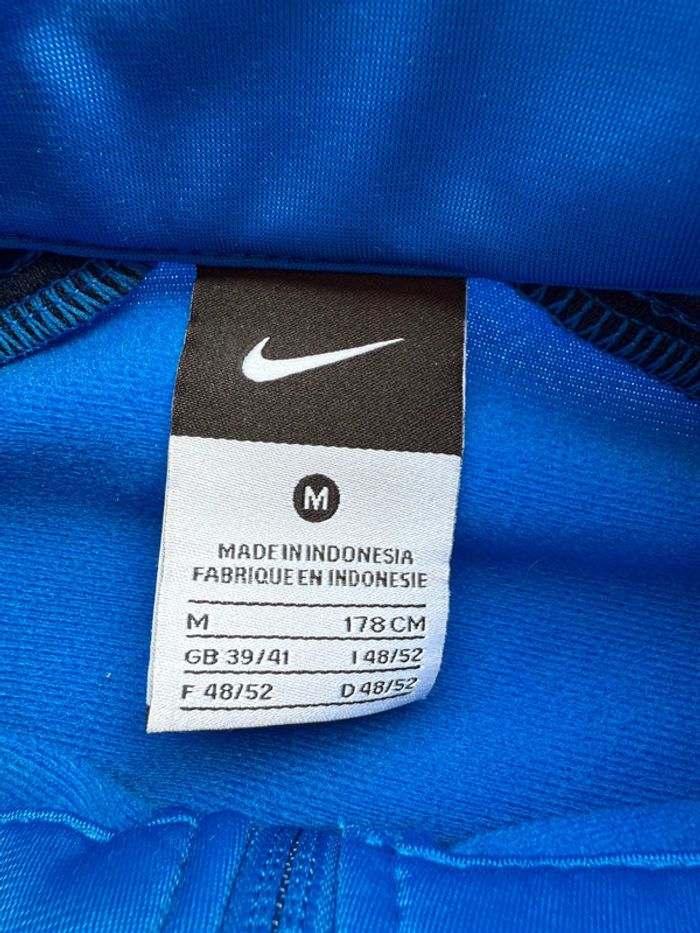 M
MADE IN INDONESIA
FABRIQUE EN INDONESIE
M 178 CM
GB 39/41 I 48/52
F 48/52 D 48/52